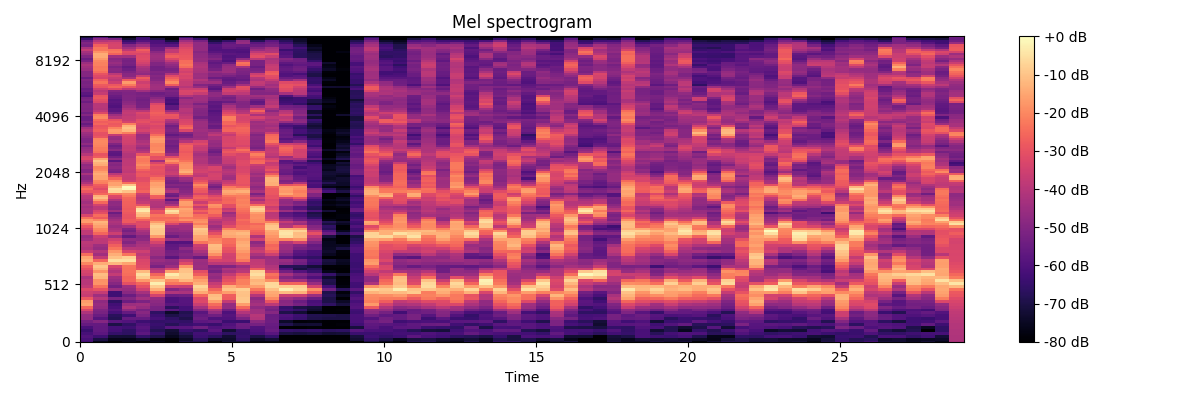 Mel spectrogram
Hz
8192
4096
2048
1024
512
0
0 5 10 15 20 25
Time
+0 dB
-10 dB
-20 dB
-30 dB
-40 dB
-50 dB
-60 dB
-70 dB
-80 dB